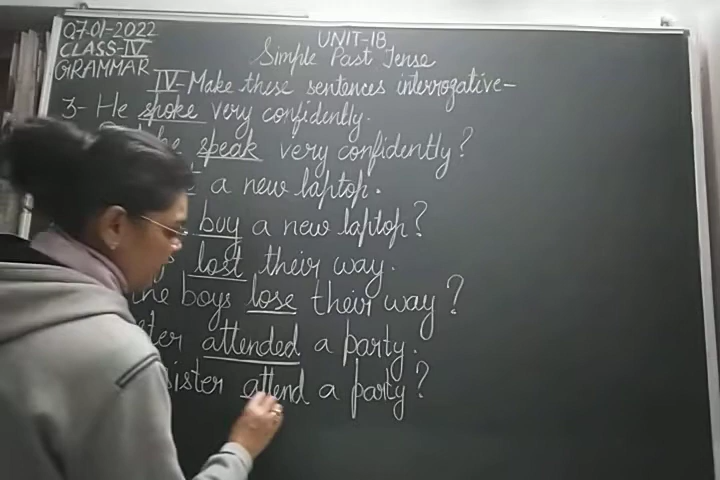 07-01-2022
CLASS-IV
GRAMMAR
UNIT-1B
Simple Past Tense
IV-Make these sentences interrogative-
3- He spoke very confidently.
speak very confidently?
a new laptop.
buy a new laptop?
lost their way.
the boys lose their way?
attended a party.
sister attend a party?